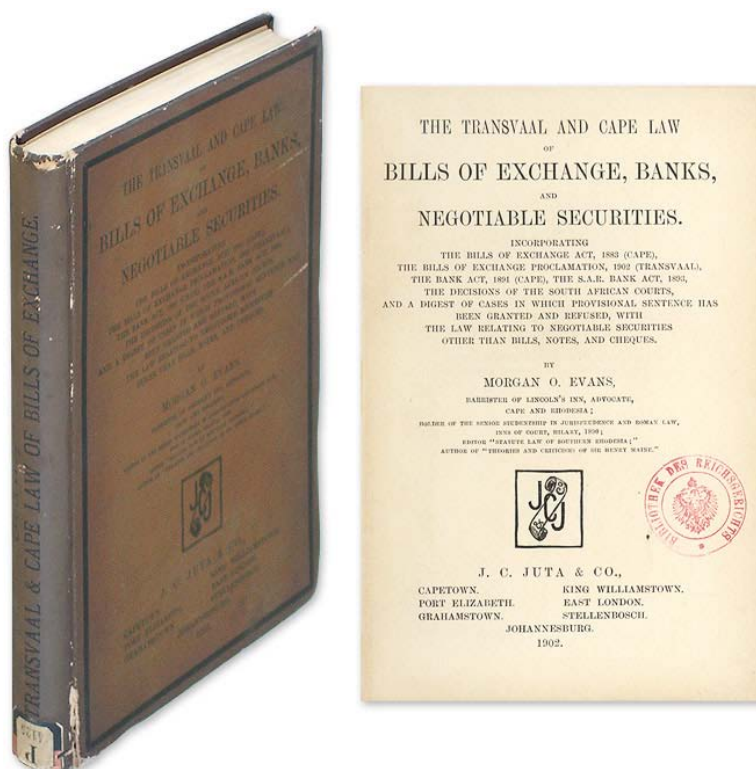 TRANSVAAL & CAPE LAW OF BILLS OF EXCHANGE.
P
THE TRANSVAAL AND CAPE LAW
BILLS OF EXCHANGE, BANKS,
AND
NEGOTIABLE SECURITIES.
BY
MORGAN O. EVANS,
JCJ
J. C. JUTA & CO.,
THE TRANSVAAL AND CAPE LAW
OF
BILLS OF EXCHANGE, BANKS,
AND
NEGOTIABLE SECURITIES.
INCORPORATING
THE BILLS OF EXCHANGE ACT, 1883 (CAPE),
THE BILLS OF EXCHANGE PROCLAMATION, 1902 (TRANSVAAL),
THE BANK ACT, 1891 (CAPE), THE S.A.R. BANK ACT, 1893,
THE DECISIONS OF THE SOUTH AFRICAN COURTS,
AND A DIGEST OF CASES IN WHICH PROVISIONAL SENTENCE HAS
BEEN GRANTED AND REFUSED, WITH
THE LAW RELATING TO NEGOTIABLE SECURITIES
OTHER THAN BILLS, NOTES, AND CHEQUES.
BY
MORGAN O. EVANS,
BARRISTER OF LINCOLN'S INN, ADVOCATE,
CAPE AND RHODESIA;
HOLDER OF THE SENIOR STUDENTSHIP IN JURISPRUDENCE AND ROMAN LAW,
INNS OF COURT, HILARY, 1890;
EDITOR "STATUTE LAW OF SOUTHERN RHODESIA;"
AUTHOR OF "THEORIES AND CRITICISMS OF SIR HENRY MAINE."
JCJ
BIBLIOTHEK DES REICHSGERICHTS
J. C. JUTA & CO.,
CAPETOWN. KING WILLIAMSTOWN.
PORT ELIZABETH. EAST LONDON.
GRAHAMSTOWN. STELLENBOSCH.
JOHANNESBURG.
1902.